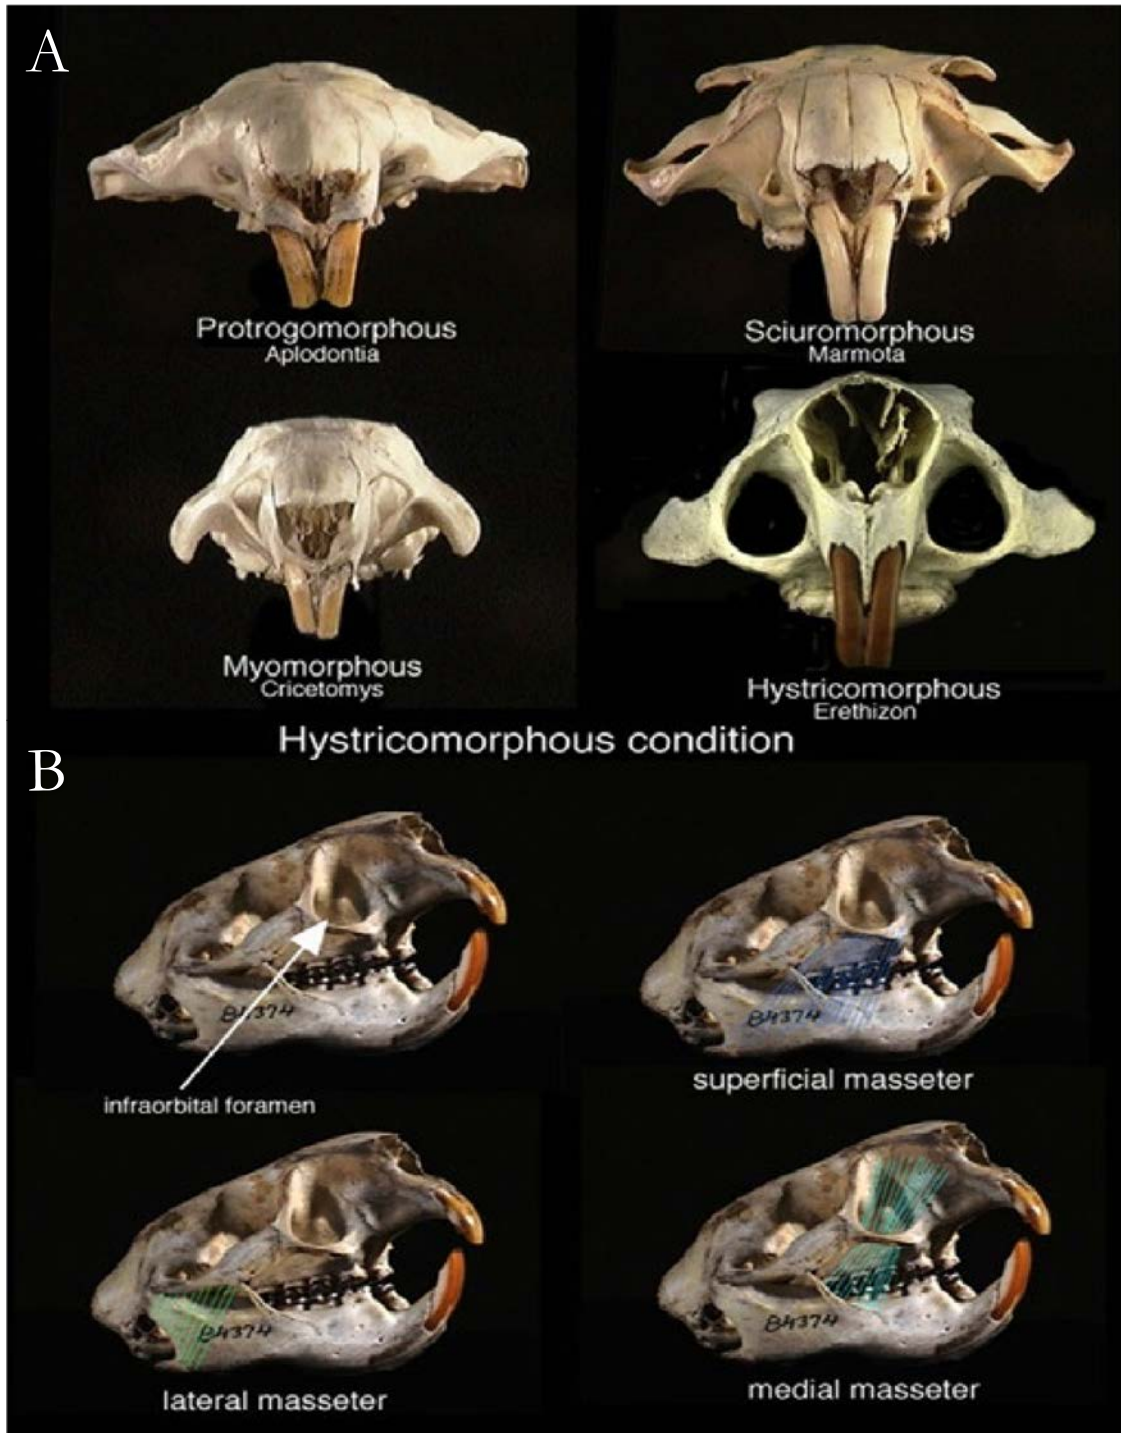 A
Protrogomorphous
Aplodontia
Sciuromorphous
Marmota
Myomorphous
Cricetomys
Hystricomorphous
Erethizon
Hystricomorphous condition
B
84374
infraorbital foramen
84374
superficial masseter
84374
lateral masseter
84374
medial masseter